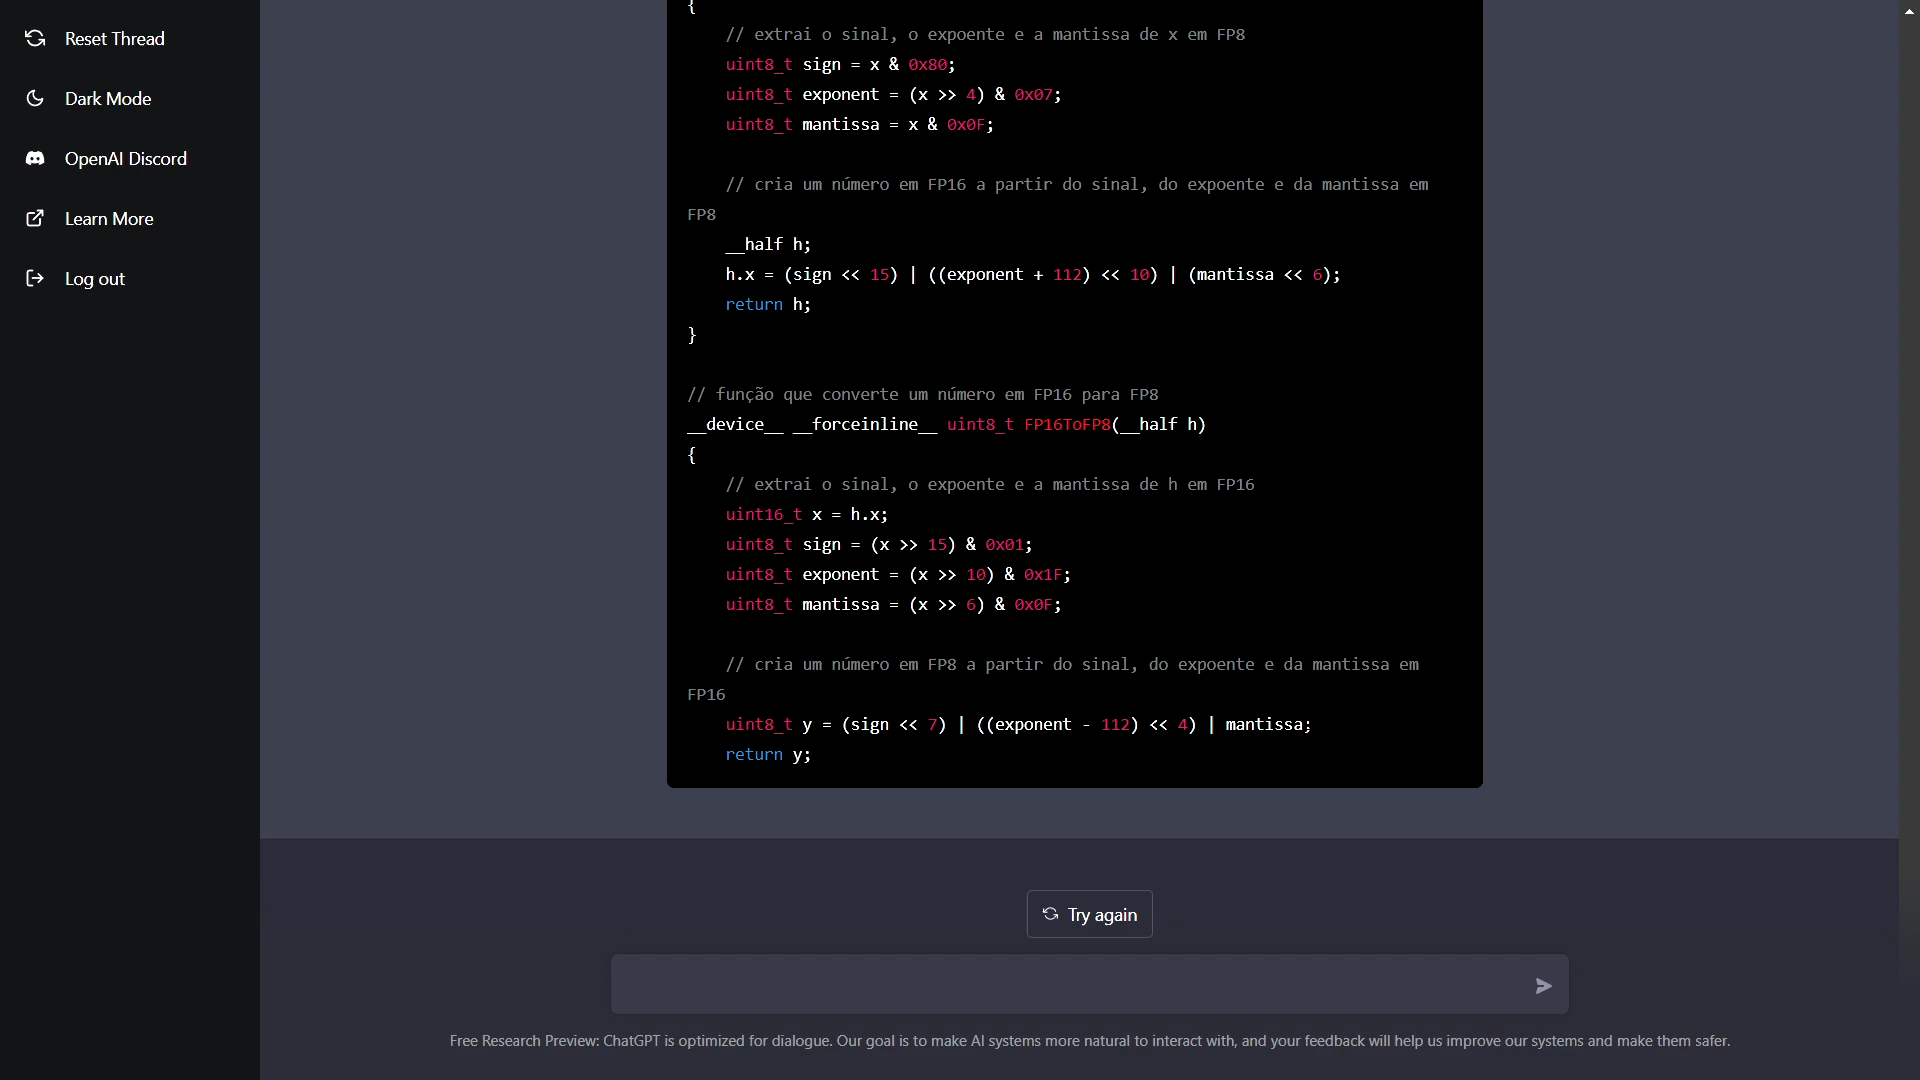 Reset Thread
Dark Mode
OpenAI Discord
Learn More
Log out
{
// extrai o sinal, o expoente e a mantissa de x em FP8
uint8_t sign = x & 0x80;
uint8_t exponent = (x >> 4) & 0x07;
uint8_t mantissa = x & 0x0F;
// cria um número em FP16 a partir do sinal, do expoente e da mantissa em
FP8
__half h;
h.x = (sign << 15) | ((exponent + 112) << 10) | (mantissa << 6);
return h;
}
// função que converte um número em FP16 para FP8
__device__ __forceinline__ uint8_t FP16ToFP8(__half h)
{
// extrai o sinal, o expoente e a mantissa de h em FP16
uint16_t x = h.x;
uint8_t sign = (x >> 15) & 0x01;
uint8_t exponent = (x >> 10) & 0x1F;
uint8_t mantissa = (x >> 6) & 0x0F;
// cria um número em FP8 a partir do sinal, do expoente e da mantissa em
FP16
uint8_t y = (sign << 7) | ((exponent - 112) << 4) | mantissa;
return y;
Try again
Free Research Preview: ChatGPT is optimized for dialogue. Our goal is to make AI systems more natural to interact with, and your feedback will help us improve our systems and make them safer.